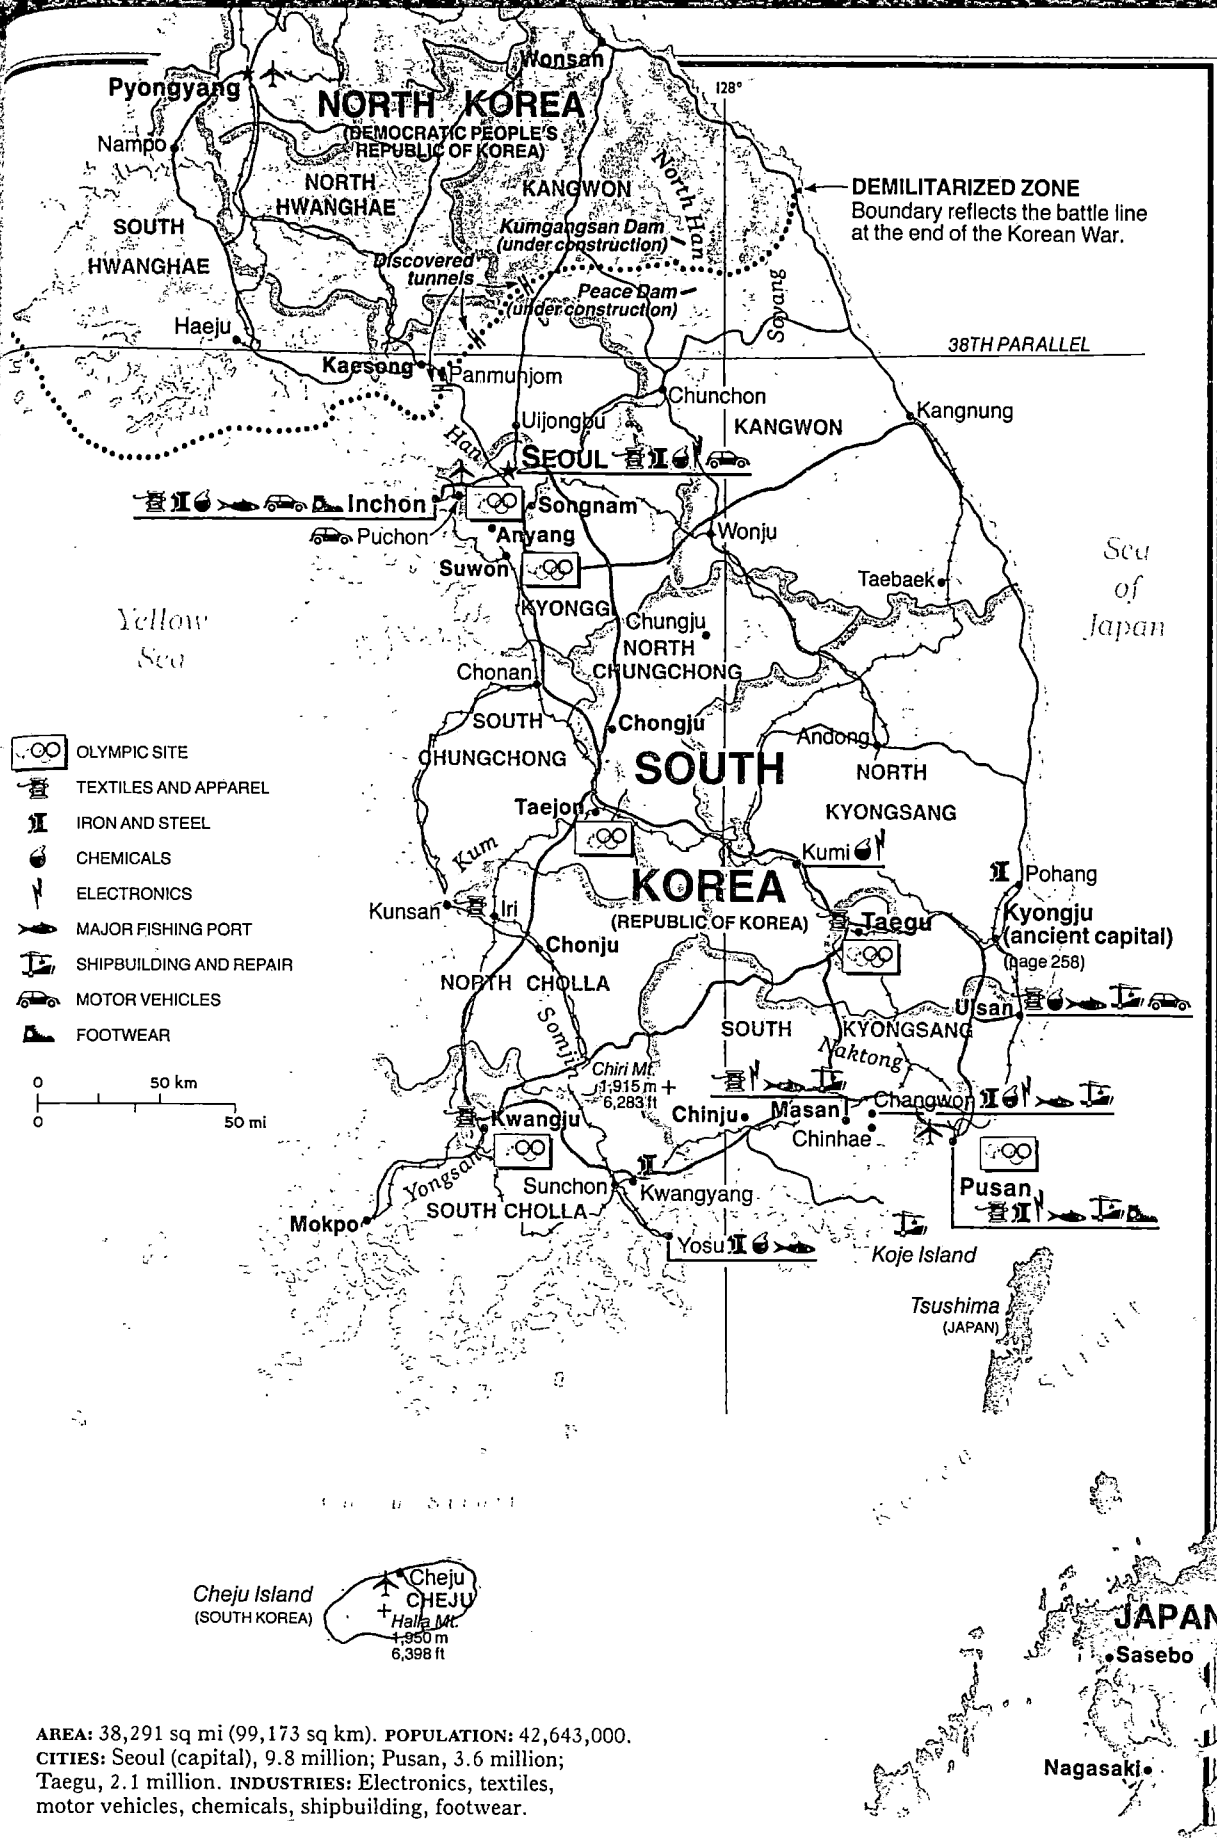 Wonsan
Pyongyang
128°
NORTH KOREA
(DEMOCRATIC PEOPLE'S
REPUBLIC OF KOREA)
Nampo
NORTH
HWANGHAE
KANGWON
North Han
DEMILITARIZED ZONE
Boundary reflects the battle line
at the end of the Korean War.
SOUTH
HWANGHAE
Kumgangsan Dam
(under construction)
Discovered
tunnels
Peace Dam
(under construction)
Soyang
Haeju
38TH PARALLEL
Kaesong
Panmunjom
Chunchon
Kangnung
Uijongbu
KANGWON
Han
SEOUL
Inchon
Songnam
Puchon
Anyang
Wonju
Suwon
Taebaek
Sea
of
Japan
Yellow
Sea
KYONGGI
Chungju
NORTH
CHUNGCHONG
Chonan
SOUTH
CHUNGCHONG
Chongju
Andong
SOUTH
NORTH
KYONGSANG
OLYMPIC SITE
TEXTILES AND APPAREL
IRON AND STEEL
CHEMICALS
ELECTRONICS
MAJOR FISHING PORT
SHIPBUILDING AND REPAIR
MOTOR VEHICLES
FOOTWEAR
Taejon
Kum
Kumi
KOREA
(REPUBLIC OF KOREA)
Pohang
Kunsan
Iri
Taegu
Kyongju
(ancient capital)
(page 258)
Chonju
NORTH CHOLLA
Ulsan
Somjin
SOUTH KYONGSANG
Naktong
Chiri Mt.
1,915 m
6,283 ft
0 50 km
0 50 mi
Changwon
Masan
Chinju
Chinhae
Kwangju
Yongsan
Pusan
Sunchon
Kwangyang
SOUTH CHOLLA
Mokpo
Yosu
Koje Island
Tsushima
(JAPAN)
Korea Strait
Cheju Island
(SOUTH KOREA)
Cheju
CHEJU
Halla Mt.
1,950 m
6,398 ft
JAPAN
Sasebo
Nagasaki
AREA: 38,291 sq mi (99,173 sq km). POPULATION: 42,643,000.
CITIES: Seoul (capital), 9.8 million; Pusan, 3.6 million;
Taegu, 2.1 million. INDUSTRIES: Electronics, textiles,
motor vehicles, chemicals, shipbuilding, footwear.